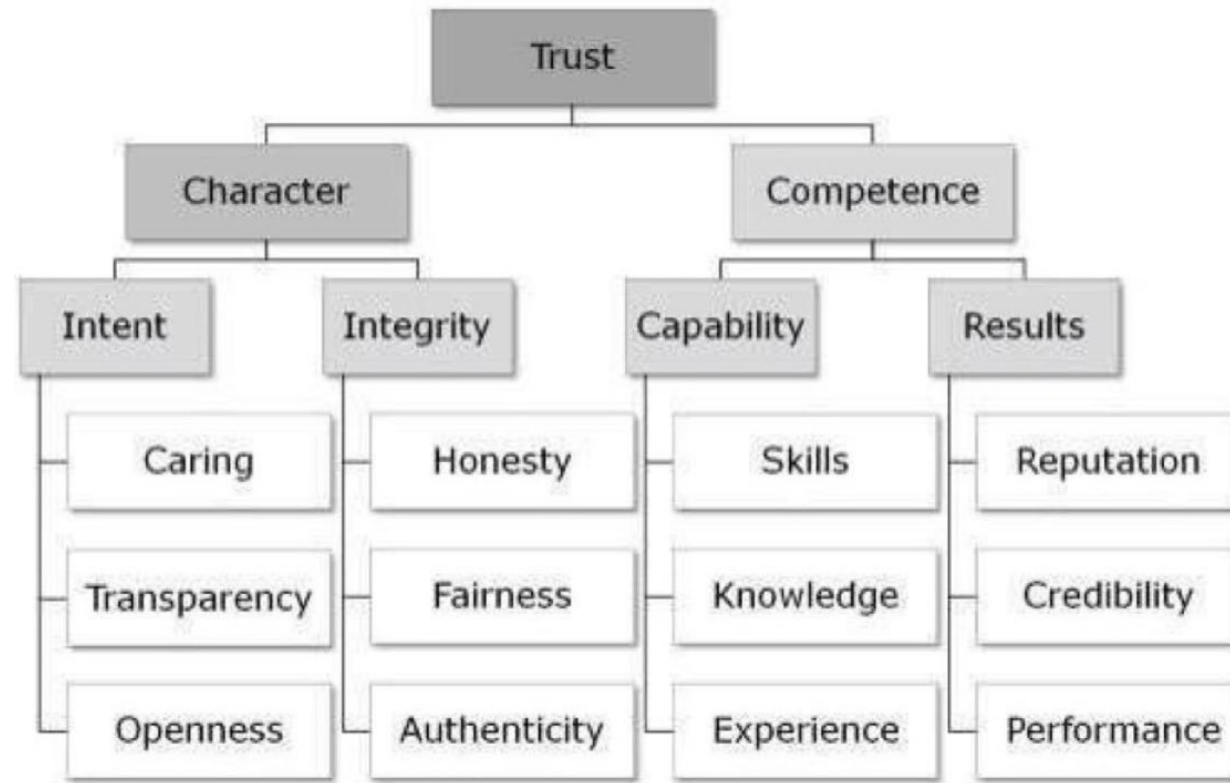 Trust
Character
Competence
Intent
Integrity
Capability
Results
Caring
Honesty
Skills
Reputation
Transparency
Fairness
Knowledge
Credibility
Openness
Authenticity
Experience
Performance